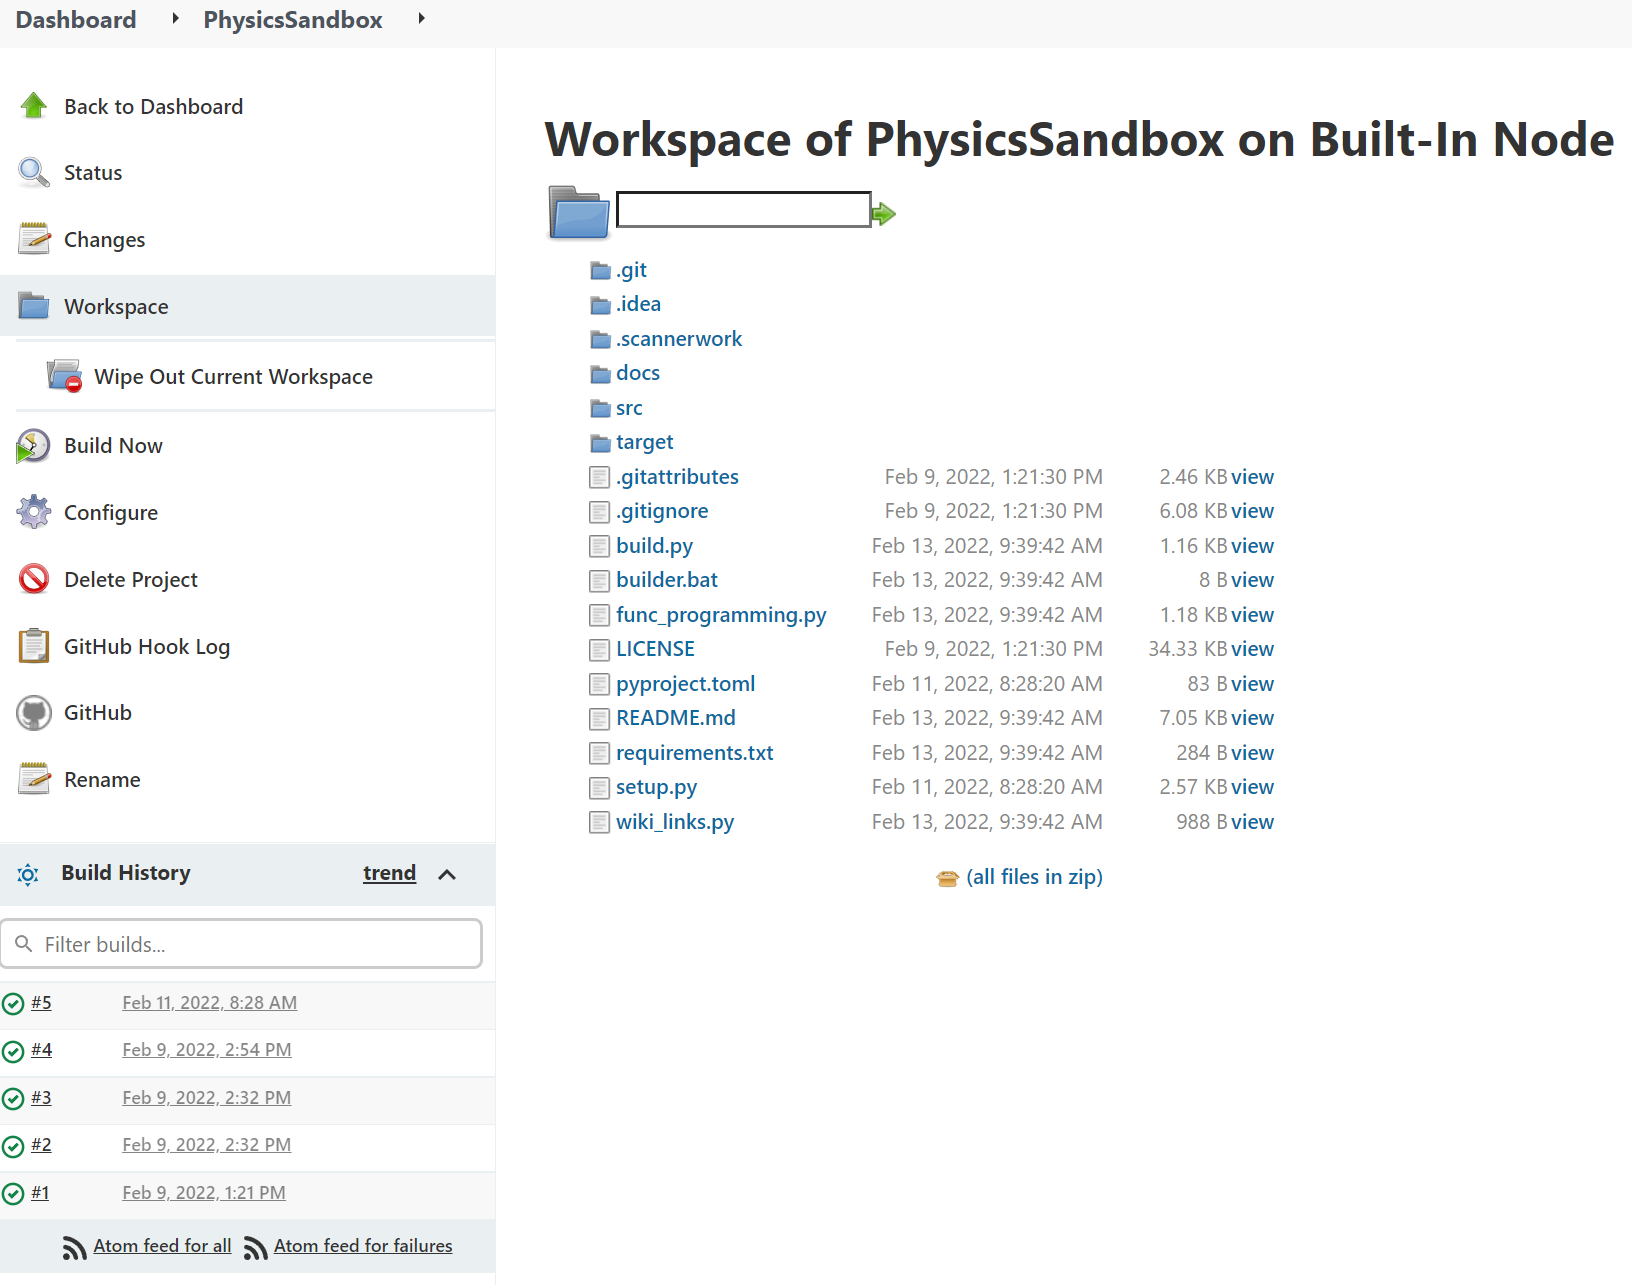 Dashboard PhysicsSandbox
Back to Dashboard
Status
Changes
Workspace
Wipe Out Current Workspace
Build Now
Configure
Delete Project
GitHub Hook Log
GitHub
Rename
Build History trend
Filter builds...
#5 Feb 11, 2022, 8:28 AM
#4 Feb 9, 2022, 2:54 PM
#3 Feb 9, 2022, 2:32 PM
#2 Feb 9, 2022, 2:32 PM
#1 Feb 9, 2022, 1:21 PM
Atom feed for all Atom feed for failures
Workspace of PhysicsSandbox on Built-In Node
.git
.idea
.scannerwork
docs
src
target
.gitattributes Feb 9, 2022, 1:21:30 PM 2.46 KB view
.gitignore Feb 9, 2022, 1:21:30 PM 6.08 KB view
build.py Feb 13, 2022, 9:39:42 AM 1.16 KB view
builder.bat Feb 13, 2022, 9:39:42 AM 8 B view
func_programming.py Feb 13, 2022, 9:39:42 AM 1.18 KB view
LICENSE Feb 9, 2022, 1:21:30 PM 34.33 KB view
pyproject.toml Feb 11, 2022, 8:28:20 AM 83 B view
README.md Feb 13, 2022, 9:39:42 AM 7.05 KB view
requirements.txt Feb 13, 2022, 9:39:42 AM 284 B view
setup.py Feb 11, 2022, 8:28:20 AM 2.57 KB view
wiki_links.py Feb 13, 2022, 9:39:42 AM 988 B view
(all files in zip)